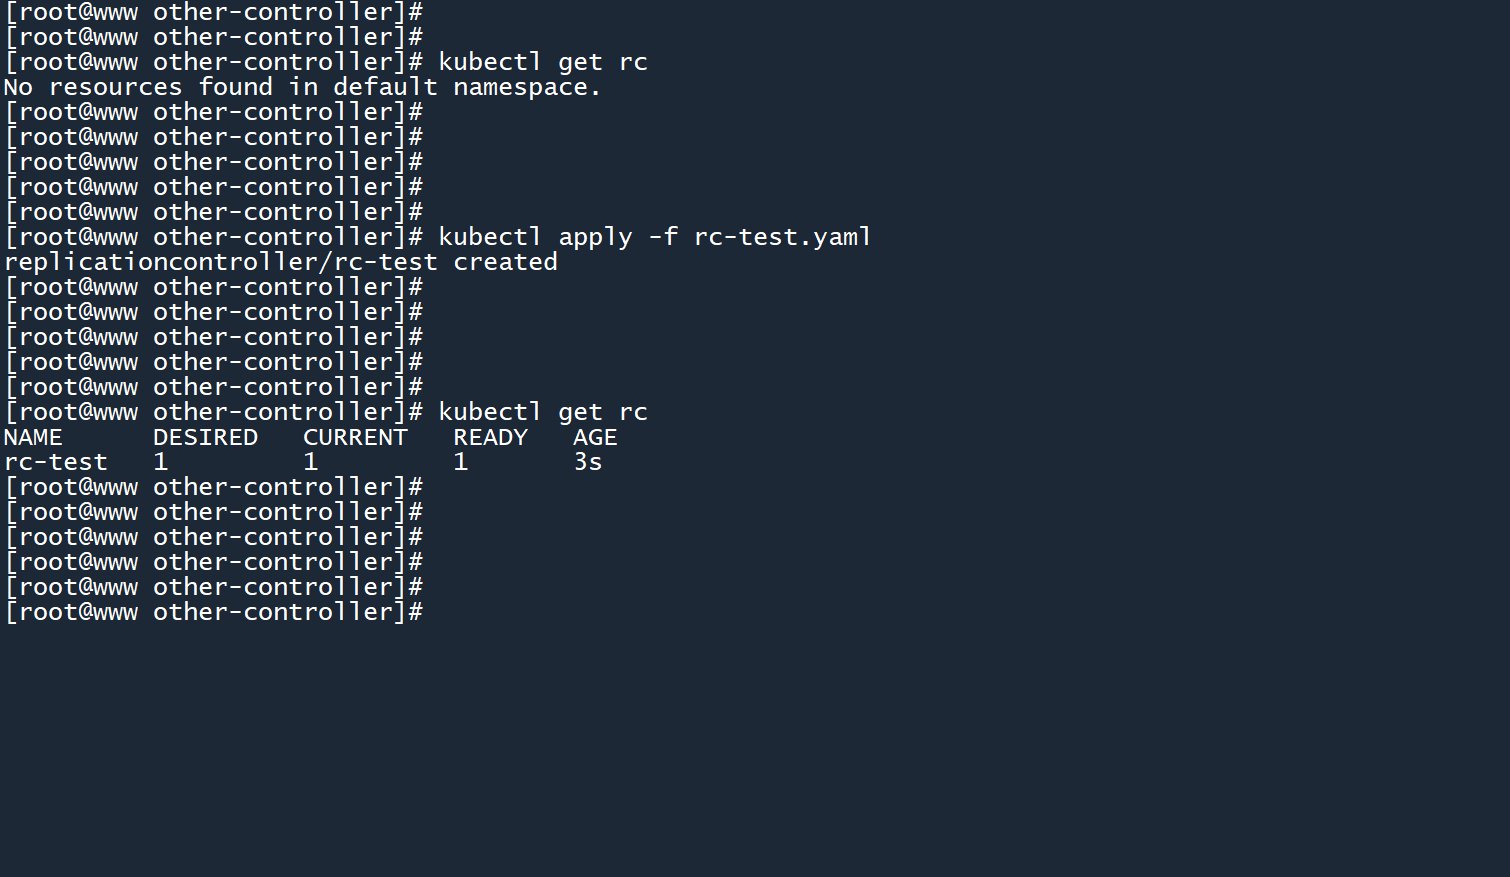 [root@www other-controller]#
[root@www other-controller]#
[root@www other-controller]# kubectl get rc
No resources found in default namespace.
[root@www other-controller]#
[root@www other-controller]#
[root@www other-controller]#
[root@www other-controller]#
[root@www other-controller]#
[root@www other-controller]# kubectl apply -f rc-test.yaml
replicationcontroller/rc-test created
[root@www other-controller]#
[root@www other-controller]#
[root@www other-controller]#
[root@www other-controller]#
[root@www other-controller]#
[root@www other-controller]# kubectl get rc
NAME      DESIRED   CURRENT   READY   AGE
rc-test   1         1         1       3s
[root@www other-controller]#
[root@www other-controller]#
[root@www other-controller]#
[root@www other-controller]#
[root@www other-controller]#
[root@www other-controller]#